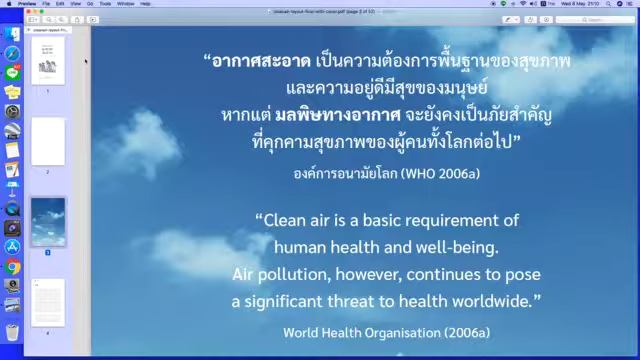 Preview File Edit View Go Tools Window Help
Wed 8 May 21:10
"อากาศสะอาด เป็นความต้องการพื้นฐานของสุขภาพ
และความอยู่ดีมีสุขของมนุษย์
หากแต่ มลพิษทางอากาศ จะยังคงเป็นภัยสำคัญ
ที่คุกคามสุขภาพของผู้คนทั้งโลกต่อไป"
องค์การอนามัยโลก (WHO 2006a)
"Clean air is a basic requirement of
human health and well-being.
Air pollution, however, continues to pose
a significant threat to health worldwide."
World Health Organisation (2006a)
1
2
3
4